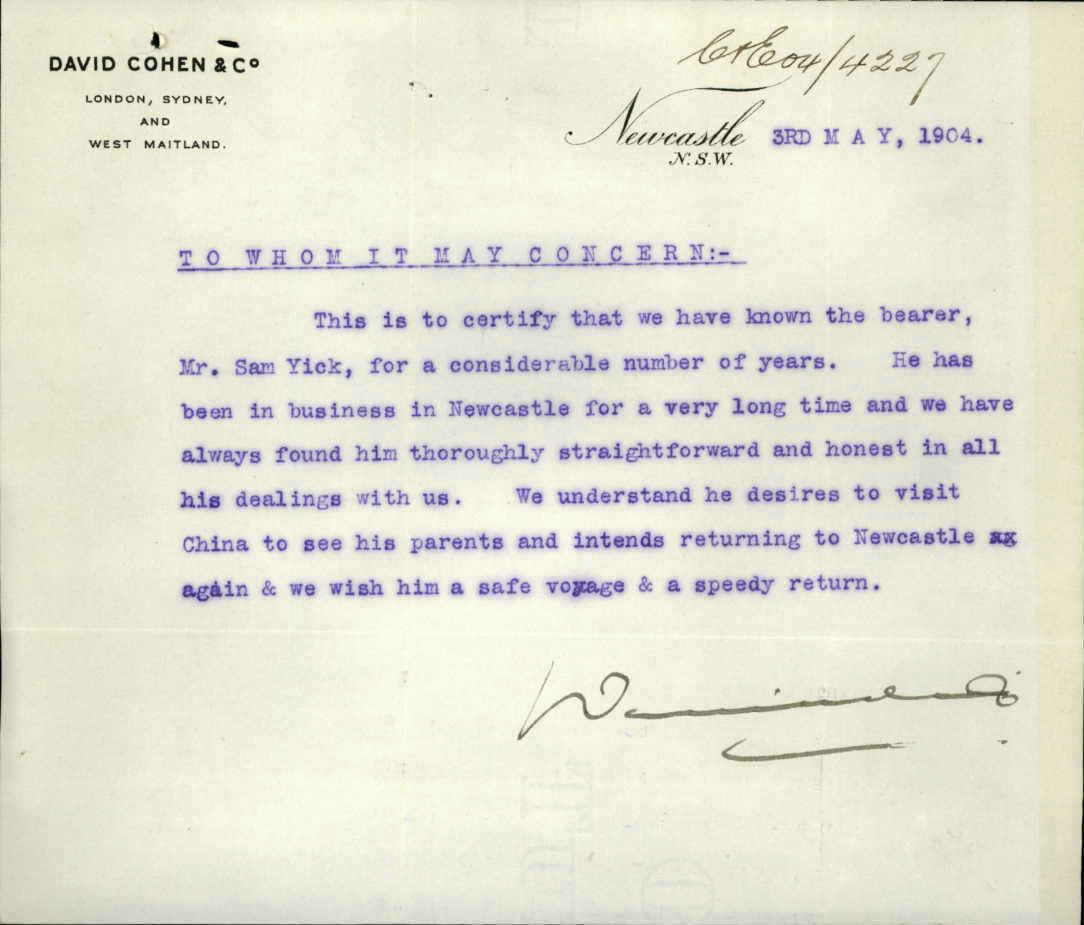 DAVID COHEN & Co
LONDON, SYDNEY,
AND
WEST MAITLAND.
C&E04/4227
Newcastle 3RD M A Y, 1904.
N.S.W.
T O W H O M I T M A Y C O N C E R N:-
This is to certify that we have known the bearer,
Mr. Sam Yick, for a considerable number of years. He has
been in business in Newcastle for a very long time and we have
always found him thoroughly straightforward and honest in all
his dealings with us. We understand he desires to visit
China to see his parents and intends returning to Newcastle ag
again & we wish him a safe voyage & a speedy return.